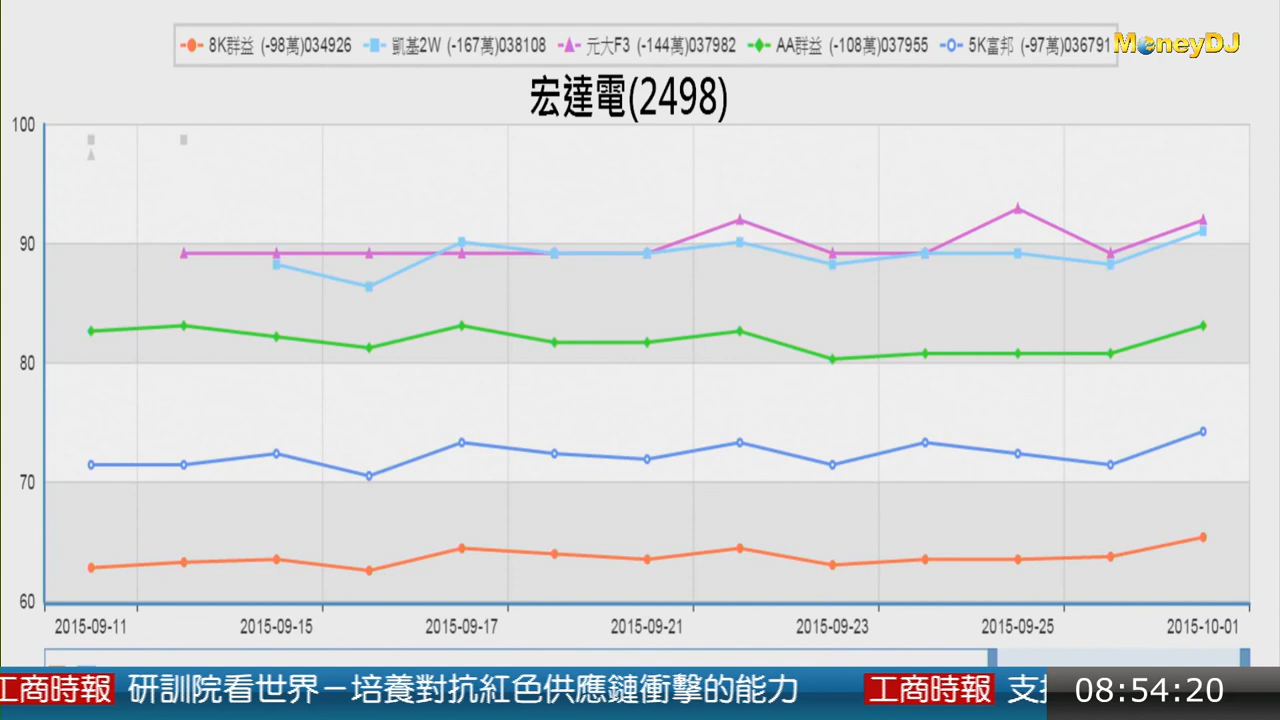 8K群益 (-98萬)034926 凱基2W (-167萬)038108 元大F3 (-144萬)037982 AA群益 (-108萬)037955 5K富邦 (-97萬)036791
MoneyDJ
宏達電(2498)
100
90
80
70
60
2015-09-11 2015-09-15 2015-09-17 2015-09-21 2015-09-23 2015-09-25 2015-10-01
工商時報 研訓院看世界－培養對抗紅色供應鏈衝擊的能力 工商時報 支 08:54:20